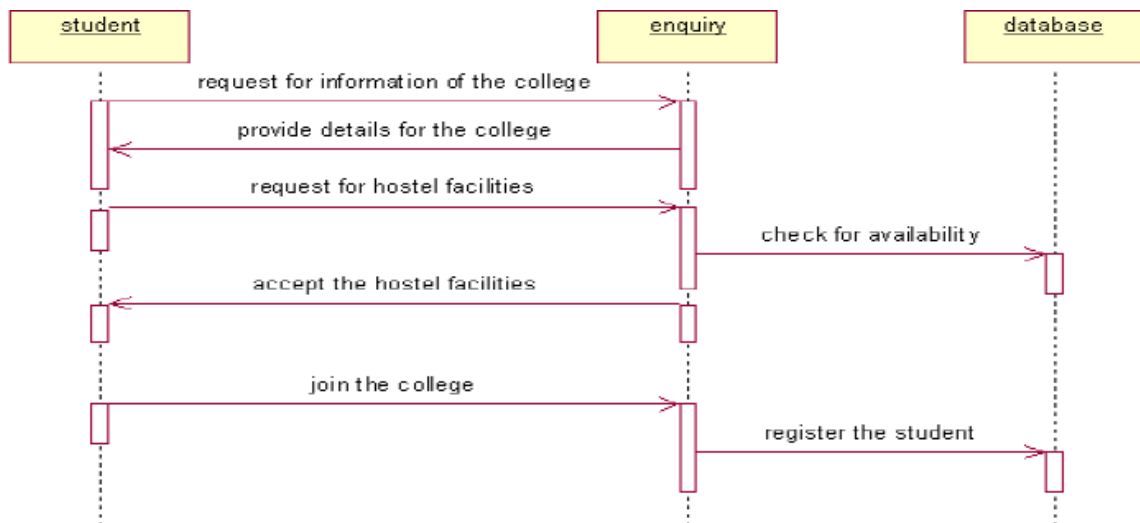 student
enquiry
database
request for information of the college
provide details for the college
request for hostel facilities
check for availability
accept the hostel facilities
join the college
register the student